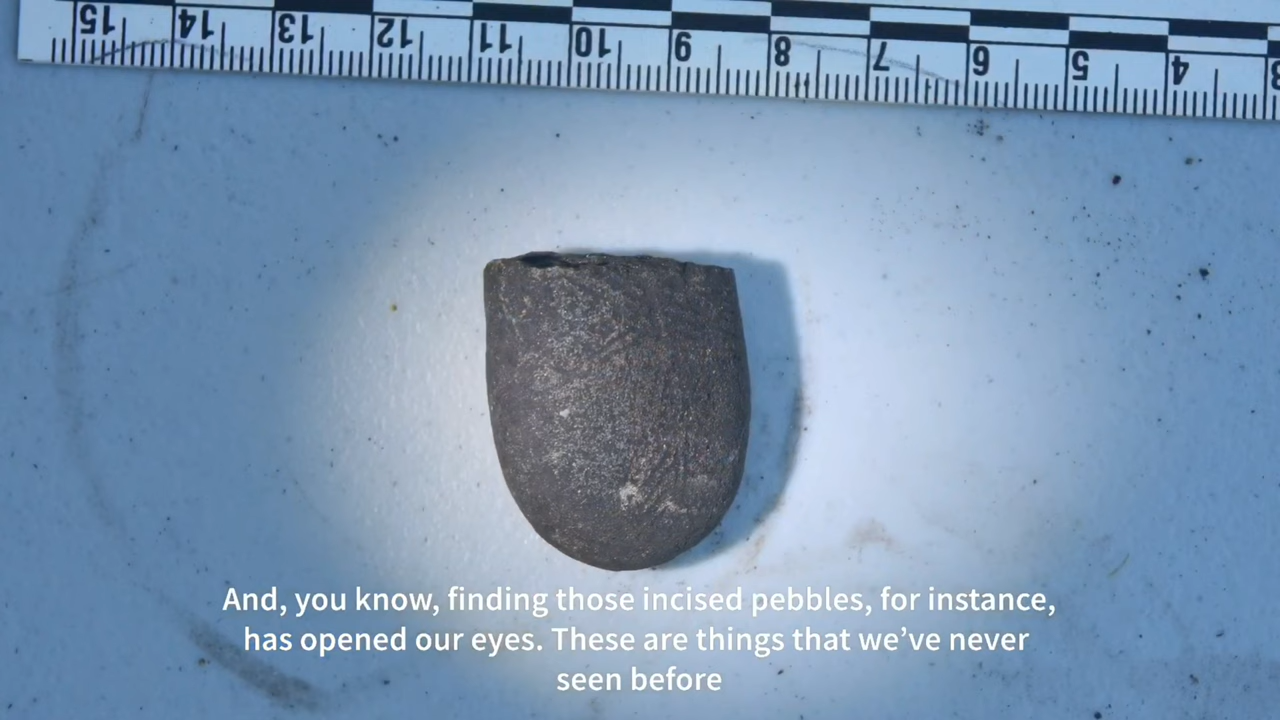 15 14 13 12 11 10 9 8 7 6 5 4 3
And, you know, finding those incised pebbles, for instance,
has opened our eyes. These are things that we’ve never
seen before